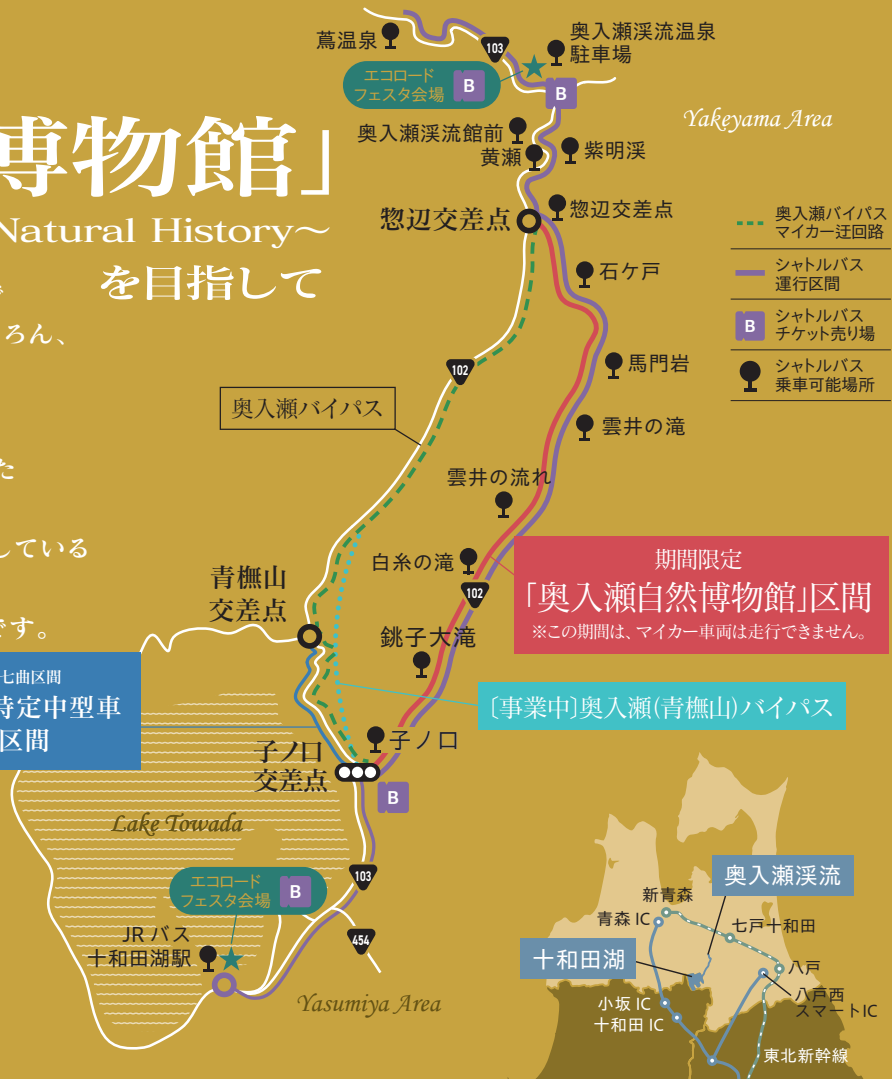 蔦温泉
103
奥入瀬渓流温泉
駐車場
エコロード
フェスタ会場
B
B
奥入瀬渓流館前
黄瀬
紫明渓
Yakeyama Area
博物館」
Natural History～
を目指して
ろん、
た
している
です。
惣辺交差点
惣辺交差点
石ケ戸
奥入瀬バイパス
マイカー迂回路
シャトルバス
運行区間
B
シャトルバス
チケット売り場
シャトルバス
乗車可能場所
102
馬門岩
奥入瀬バイパス
雲井の滝
雲井の流れ
白糸の滝
102
期間限定
「奥入瀬自然博物館」区間
※この期間は、マイカー車両は走行できません。
青橅山
交差点
銚子大滝
七曲区間
特定中型車
区間
〔事業中〕奥入瀬(青橅山)バイパス
子ノ口
子ノ口
交差点
B
Lake Towada
エコロード
フェスタ会場
B
103
454
JRバス
十和田湖駅
Yasumiya Area
奥入瀬渓流
新青森
青森 IC
七戸十和田
十和田湖
八戸
八戸西
スマートIC
小坂 IC
十和田 IC
東北新幹線